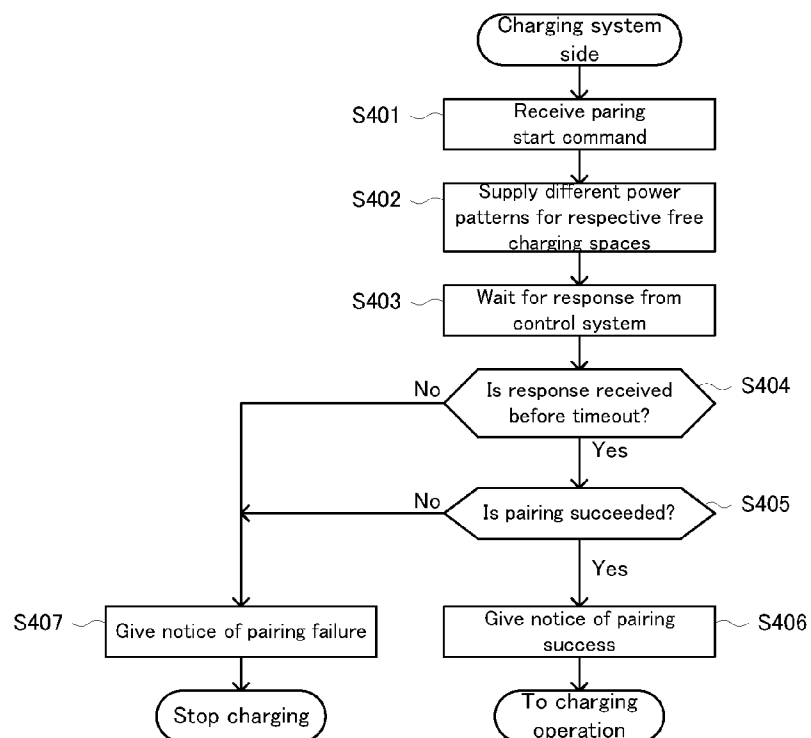 Charging system
side
S401
Receive paring
start command
S402
Supply different power
patterns for respective free
charging spaces
S403
Wait for response from
control system
S404
No
Is response received
before timeout?
Yes
No
Is pairing succeeded?
S405
Yes
S407
Give notice of pairing failure
Give notice of pairing
success
S406
Stop charging
To charging
operation